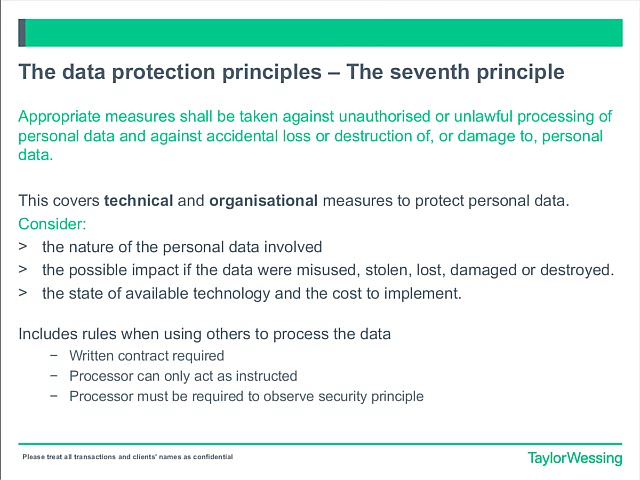 The data protection principles – The seventh principle
Appropriate measures shall be taken against unauthorised or unlawful processing of
personal data and against accidental loss or destruction of, or damage to, personal
data.
This covers technical and organisational measures to protect personal data.
Consider:
> the nature of the personal data involved
> the possible impact if the data were misused, stolen, lost, damaged or destroyed.
> the state of available technology and the cost to implement.
Includes rules when using others to process the data
− Written contract required
− Processor can only act as instructed
− Processor must be required to observe security principle
Please treat all transactions and clients' names as confidential
TaylorWessing